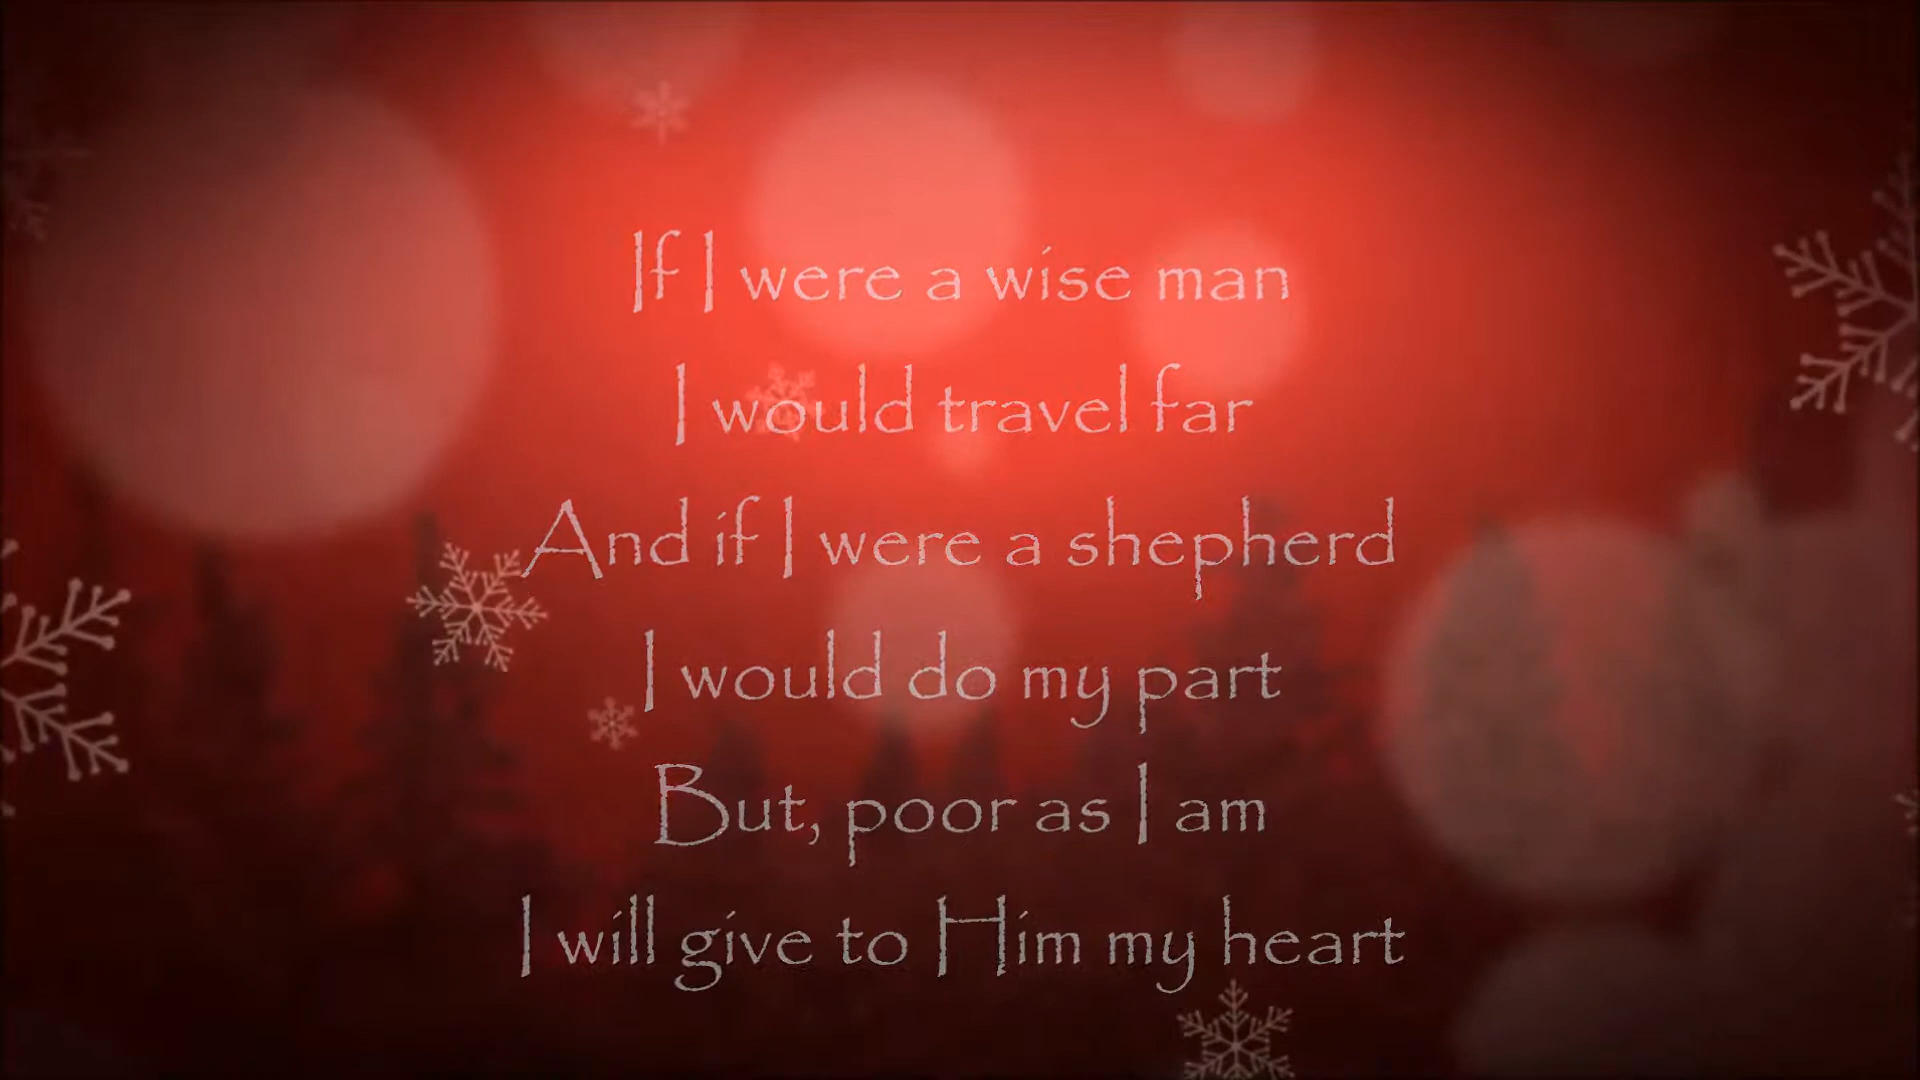 If I were a wise man
I would travel far
And if I were a shepherd
I would do my part
But, poor as I am
I will give to Him my heart